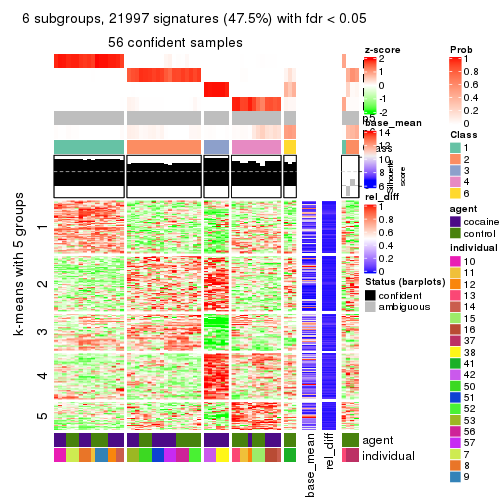 6 subgroups, 21997 signatures (47.5%) with fdr < 0.05
56 confident samples
k-means with 5 groups
1
2
3
4
5
p5
ass
Silhouette
score
agent
individual
base_mean
rel_diff
z-score
2
1
0
-1
-2
base_mean
14
12
10
8
6
rel_diff
1
0.8
0.6
0.4
0.2
0
Status (barplots)
confident
ambiguous
Prob
1
0.8
0.6
0.4
0.2
0
Class
1
2
3
4
6
agent
cocaine
control
individual
10
11
12
13
14
15
16
37
38
41
42
50
51
52
53
56
57
7
8
9